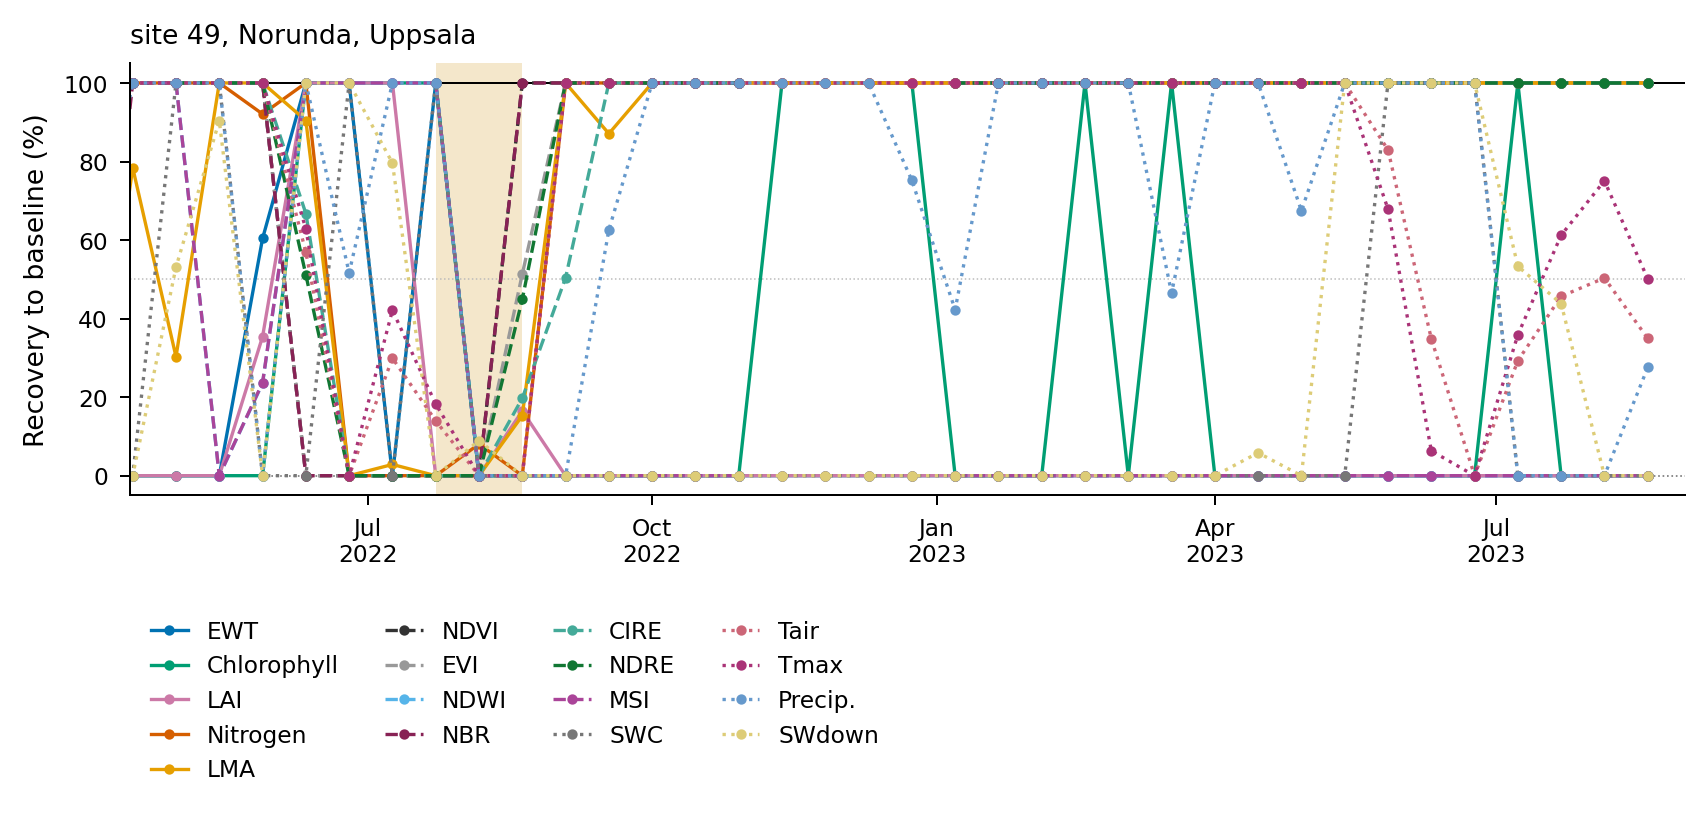 site 49, Norunda, Uppsala
Recovery to baseline (%)
100
80
60
40
20
0
Jul
2022
Oct
2022
Jan
2023
Apr
2023
Jul
2023
EWT
Chlorophyll
LAI
Nitrogen
LMA
NDVI
EVI
NDWI
NBR
CIRE
NDRE
MSI
SWC
Tair
Tmax
Precip.
SWdown